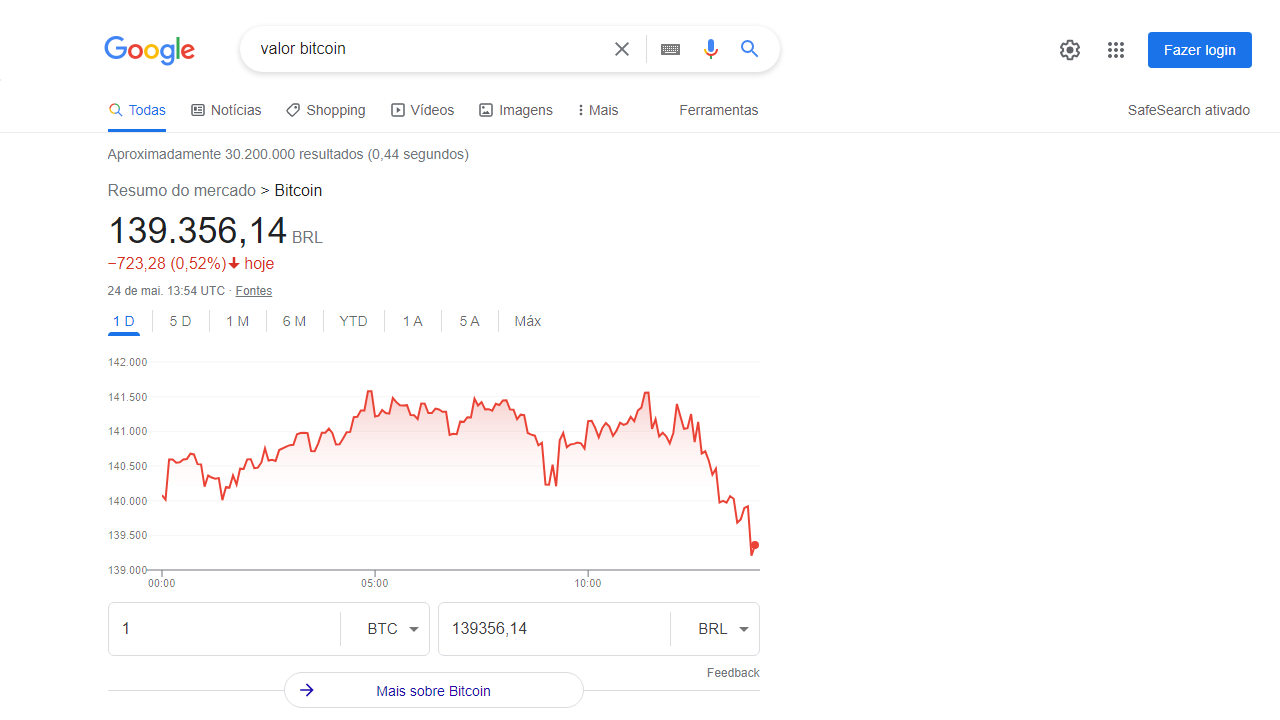 Google
valor bitcoin
Fazer login
Todas
Notícias
Shopping
Vídeos
Imagens
Mais
Ferramentas
SafeSearch ativado
Aproximadamente 30.200.000 resultados (0,44 segundos)
Resumo do mercado > Bitcoin
139.356,14 BRL
−723,28 (0,52%) hoje
24 de mai. 13:54 UTC · Fontes
1 D
5 D
1 M
6 M
YTD
1 A
5 A
Máx
142.000
141.500
141.000
140.500
140.000
139.500
139.000
00:00
05:00
10:00
1
BTC
139356,14
BRL
Feedback
Mais sobre Bitcoin